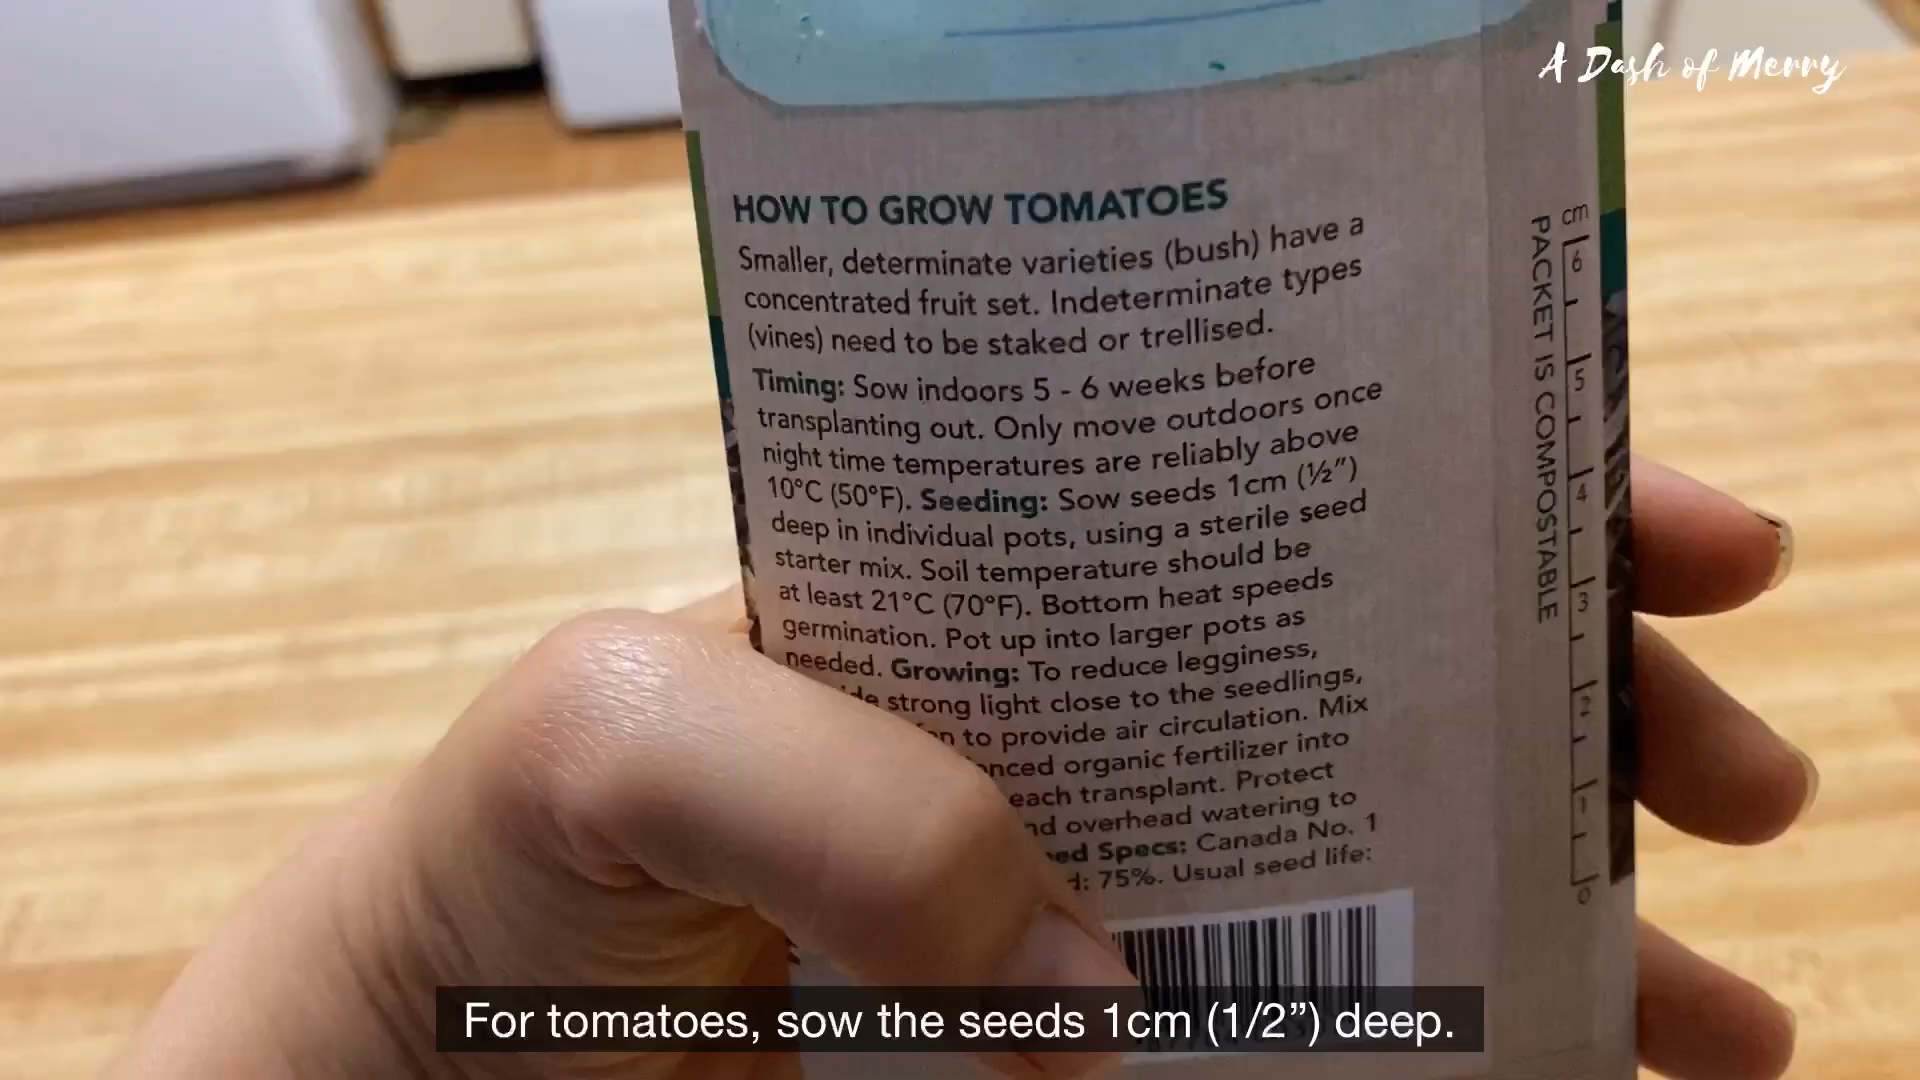 A Dash of Merry
HOW TO GROW TOMATOES
Smaller, determinate varieties (bush) have a
concentrated fruit set. Indeterminate types
(vines) need to be staked or trellised.
Timing: Sow indoors 5 - 6 weeks before
transplanting out. Only move outdoors once
night time temperatures are reliably above
10°C (50°F). Seeding: Sow seeds 1cm (½”)
deep in individual pots, using a sterile seed
starter mix. Soil temperature should be
at least 21°C (70°F). Bottom heat speeds
germination. Pot up into larger pots as
needed. Growing: To reduce legginess,
strong light close to the seedlings,
to provide air circulation. Mix
organic fertilizer into
each transplant. Protect
overhead watering to
Specs: Canada No. 1
75%. Usual seed life:
PACKET IS COMPOSTABLE
cm
6
5
4
3
2
1
0
For tomatoes, sow the seeds 1cm (1/2”) deep.